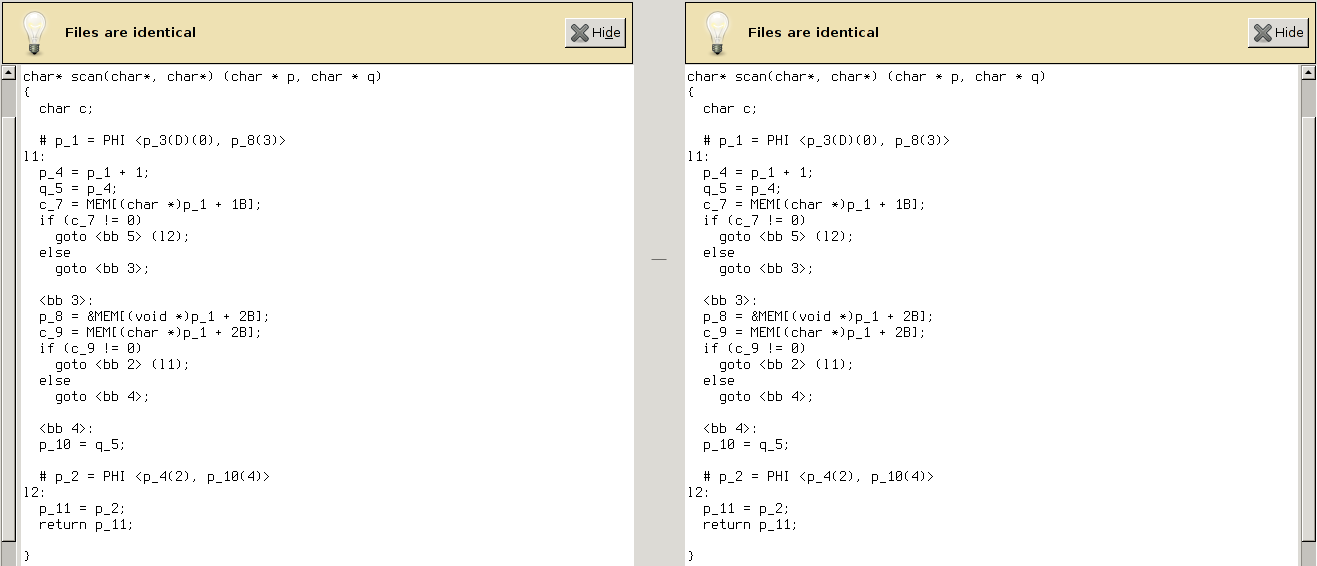 Files are identical
Hide
char* scan(char*, char*) (char * p, char * q)
{
  char c;

  # p_1 = PHI <p_3(D)(0), p_8(3)>
l1:
  p_4 = p_1 + 1;
  q_5 = p_4;
  c_7 = MEM[(char *)p_1 + 1B];
  if (c_7 != 0)
    goto <bb 5> (l2);
  else
    goto <bb 3>;

  <bb 3>:
  p_8 = &MEM[(void *)p_1 + 2B];
  c_9 = MEM[(char *)p_1 + 2B];
  if (c_9 != 0)
    goto <bb 2> (l1);
  else
    goto <bb 4>;

  <bb 4>:
  p_10 = q_5;

  # p_2 = PHI <p_4(2), p_10(4)>
l2:
  p_11 = p_2;
  return p_11;

}
Files are identical
Hide
char* scan(char*, char*) (char * p, char * q)
{
  char c;

  # p_1 = PHI <p_3(D)(0), p_8(3)>
l1:
  p_4 = p_1 + 1;
  q_5 = p_4;
  c_7 = MEM[(char *)p_1 + 1B];
  if (c_7 != 0)
    goto <bb 5> (l2);
  else
    goto <bb 3>;

  <bb 3>:
  p_8 = &MEM[(void *)p_1 + 2B];
  c_9 = MEM[(char *)p_1 + 2B];
  if (c_9 != 0)
    goto <bb 2> (l1);
  else
    goto <bb 4>;

  <bb 4>:
  p_10 = q_5;

  # p_2 = PHI <p_4(2), p_10(4)>
l2:
  p_11 = p_2;
  return p_11;

}